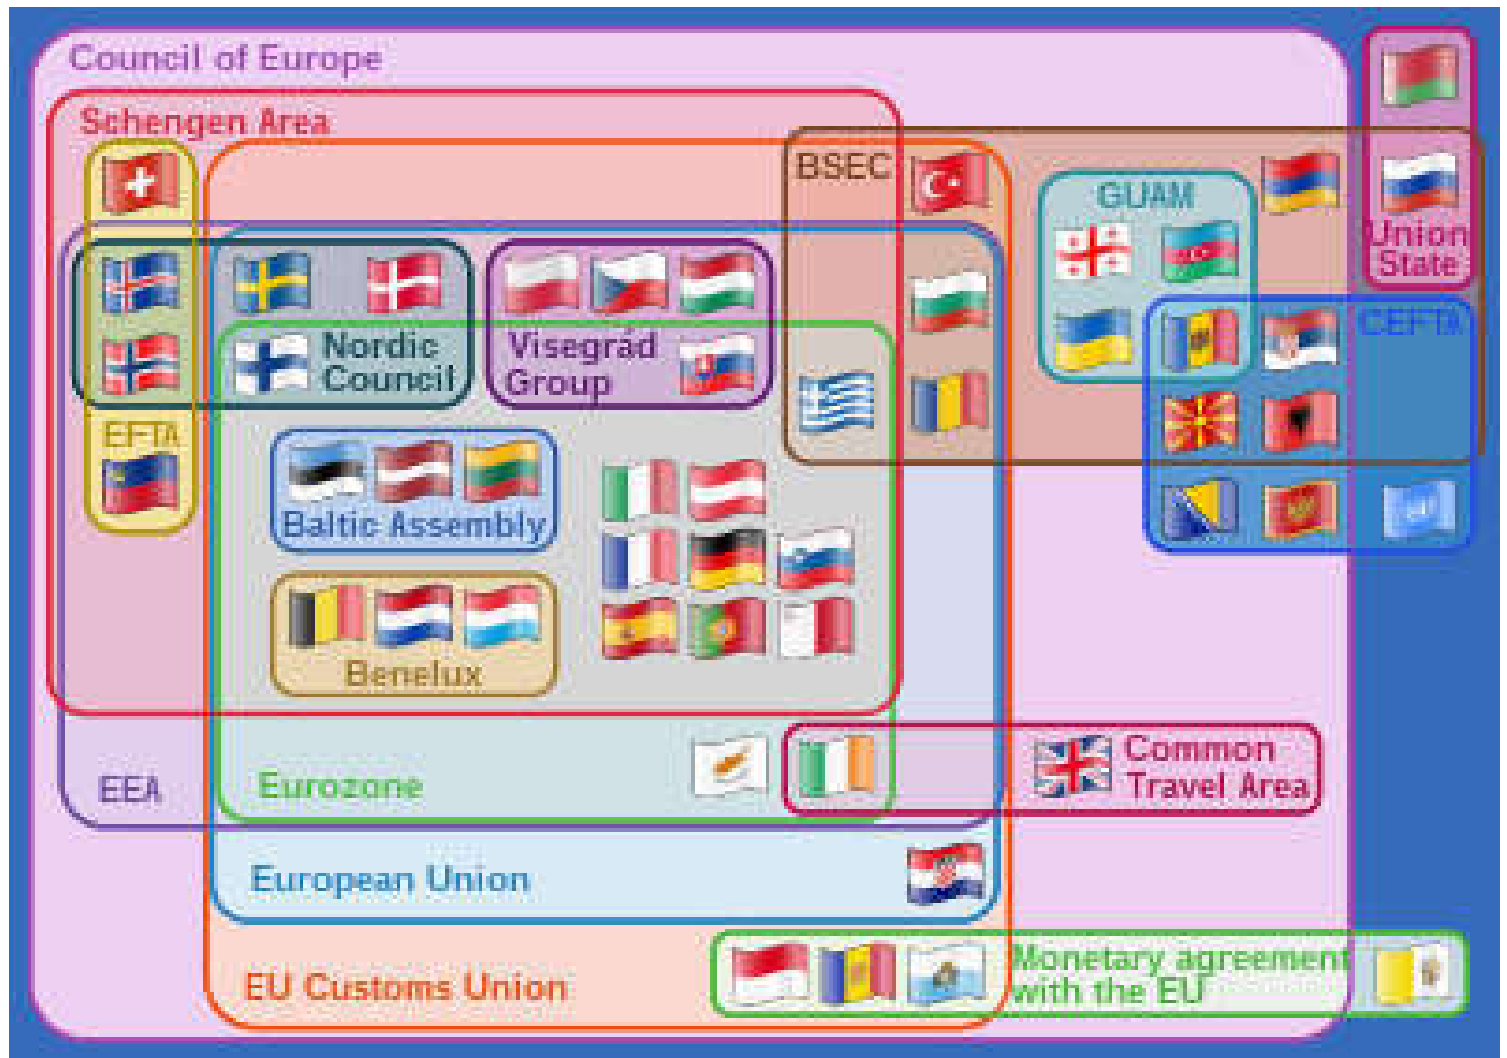 Council of Europe
Schengen Area
BSEC
GUAM
Union
State
CEFTA
Nordic
Council
Visegrád
Group
EFTA
Baltic Assembly
Benelux
Common
Travel Area
EEA
Eurozone
European Union
Monetary agreement
with the EU
EU Customs Union